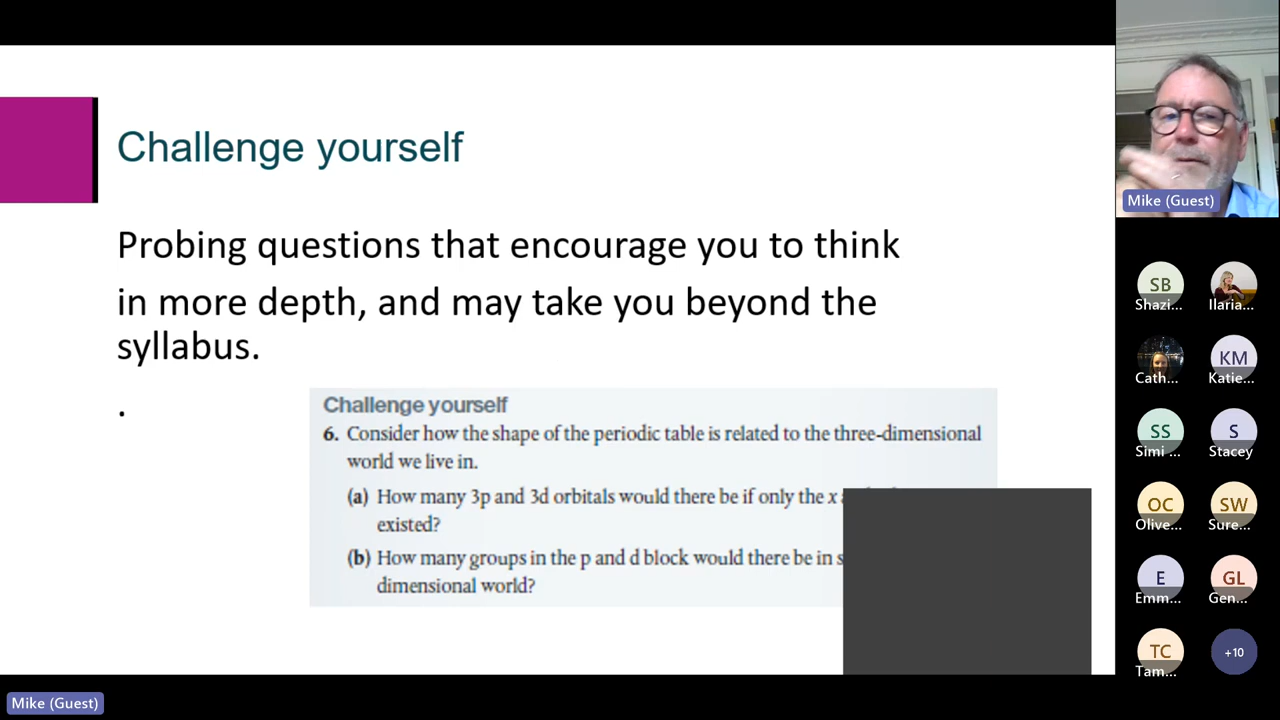 Challenge yourself
Probing questions that encourage you to think
in more depth, and may take you beyond the
syllabus.
.
Challenge yourself
6. Consider how the shape of the periodic table is related to the three-dimensional
world we live in.
(a) How many 3p and 3d orbitals would there be if only the x
existed?
(b) How many groups in the p and d block would there be in s
dimensional world?
Mike (Guest)
SB
Shazi...
Ilaria...
Cath...
KM
Katie...
SS
Simi ...
S
Stacey
OC
Olive...
SW
Sure...
E
Emm...
GL
Gen...
TC
Tam...
+10
Mike (Guest)